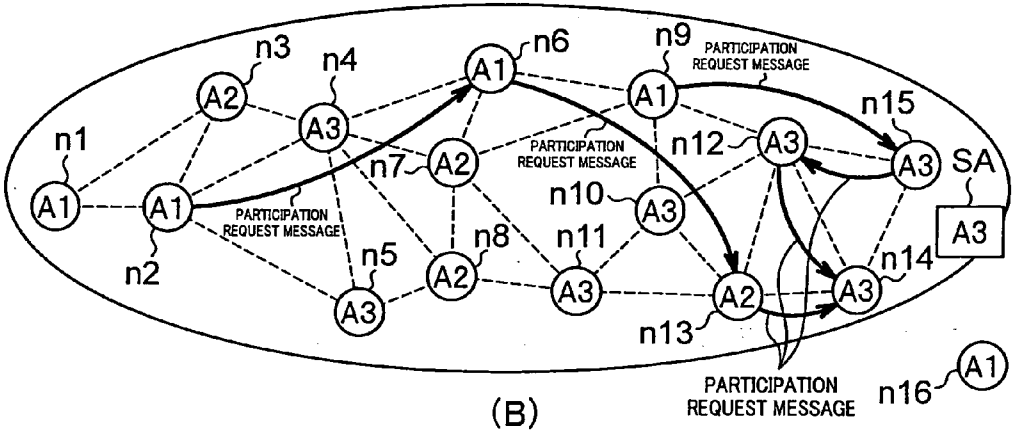 n3
n4
n6
n9
PARTICIPATION
REQUEST MESSAGE
n15
A1
A2
A1
n1
A3
n7
A2
PARTICIPATION
REQUEST MESSAGE
n12
A3
A3
SA
A1
A1
PARTICIPATION
REQUEST MESSAGE
n10
A3
A3
n2
n5
n8
n11
n14
A2
A3
A3
A2
A3
n13
PARTICIPATION
REQUEST MESSAGE
n16
A1
(B)